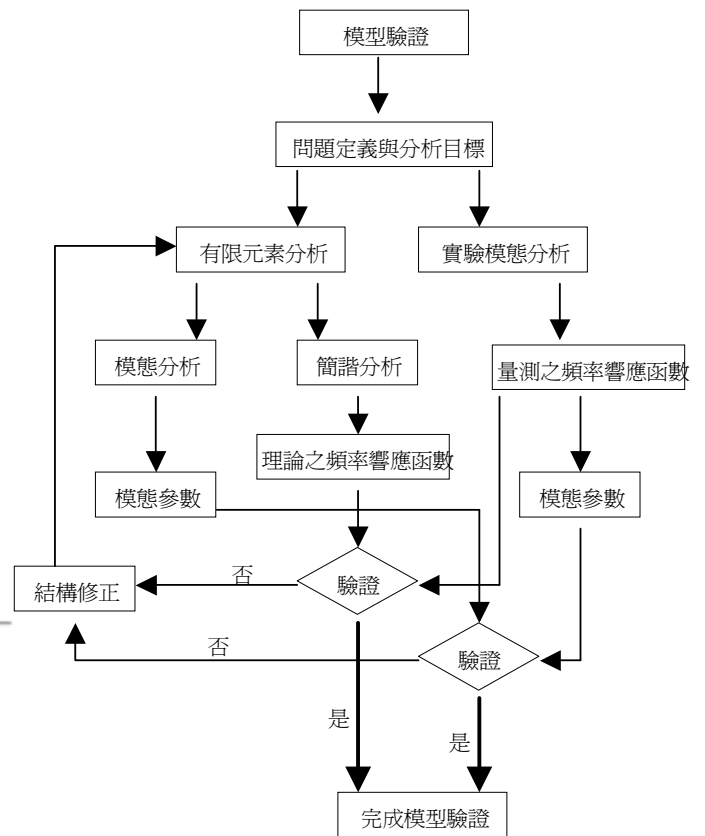 模型驗證
問題定義與分析目標
有限元素分析
實驗模態分析
模態分析
簡諧分析
量測之頻率響應函數
理論之頻率響應函數
模態參數
模態參數
結構修正
否
驗證
否
驗證
是
是
完成模型驗證